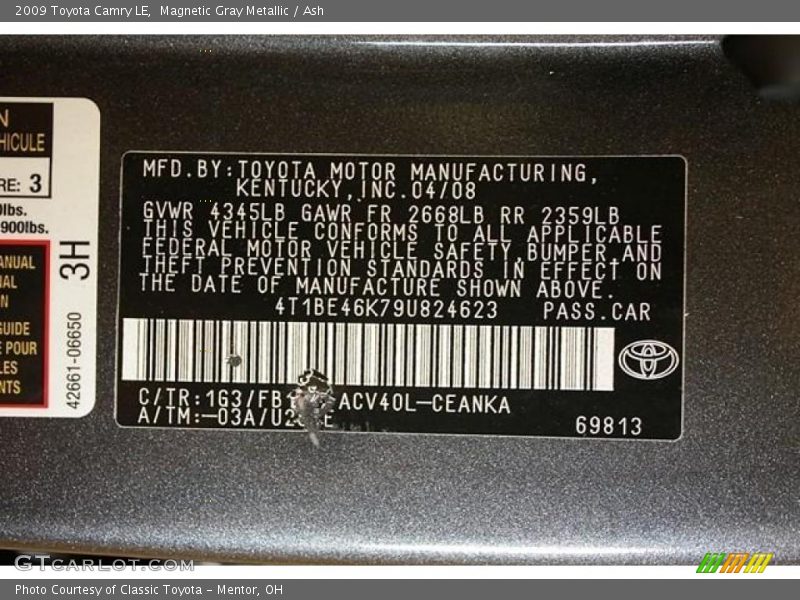 2009 Toyota Camry LE, Magnetic Gray Metallic / Ash
HICULE
RE: 3
0lbs.
900lbs.
ANUAL
GUIDE
POUR
3H
42661-06650
MFD.BY:TOYOTA MOTOR MANUFACTURING,
KENTUCKY,INC.04/08
GVWR 4345LB GAWR FR 2668LB RR 2359LB
THIS VEHICLE CONFORMS TO ALL APPLICABLE
FEDERAL MOTOR VEHICLE SAFETY,BUMPER,AND
THEFT PREVENTION STANDARDS IN EFFECT ON
THE DATE OF MANUFACTURE SHOWN ABOVE.
4T1BE46K79U824623 PASS.CAR
C/TR:1G3/FB ACV40L-CEANKA
A/TM:-03A/U2 E
69813
GTCARLOT.COM
Photo Courtesy of Classic Toyota - Mentor, OH